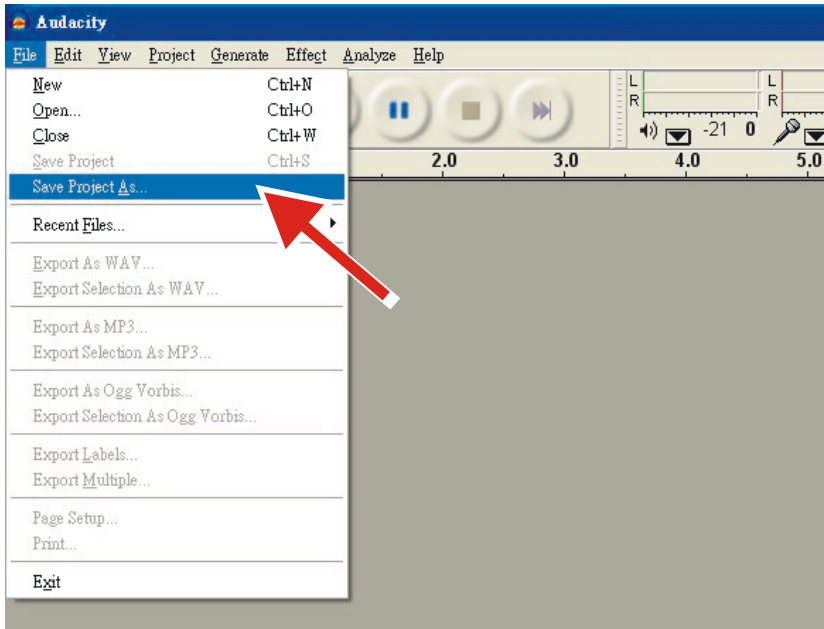 Audacity
File Edit View Project Generate Effect Analyze Help
New Ctrl+N
Open... Ctrl+O
Close Ctrl+W
Save Project Ctrl+S
Save Project As...
Recent Files...
Export As WAV...
Export Selection As WAV...
Export As MP3...
Export Selection As MP3...
Export As Ogg Vorbis...
Export Selection As Ogg Vorbis...
Export Labels...
Export Multiple...
Page Setup...
Print...
Exit
L L
R R
-21 0
2.0 3.0 4.0 5.0